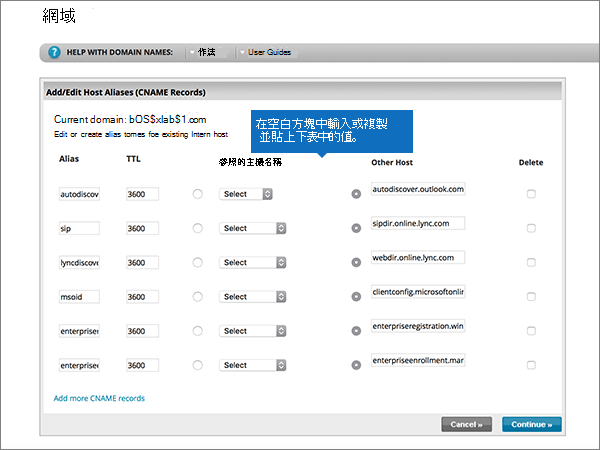 網域
HELP WITH DOMAIN NAMES: 作法 User Guides
Add/Edit Host Aliases (CNAME Records)
Current domain: bOS$xlab$1.com
Edit or create alias tomes foe existing Intern host
在空白方塊中輸入或複製
並貼上下表中的值。
Alias TTL 參照的主機名稱 Other Host Delete
autodiscov 3600 Select autodiscover.outlook.com
sip 3600 Select sipdir.online.lync.com
lyncdiscove 3600 Select webdir.online.lync.com
msoid 3600 Select clientconfig.microsoftonlin
enterprisei 3600 Select enterpriseregistration.win
enterprisei 3600 Select enterpriseenrollment.mar
Add more CNAME records
Cancel » Continue »